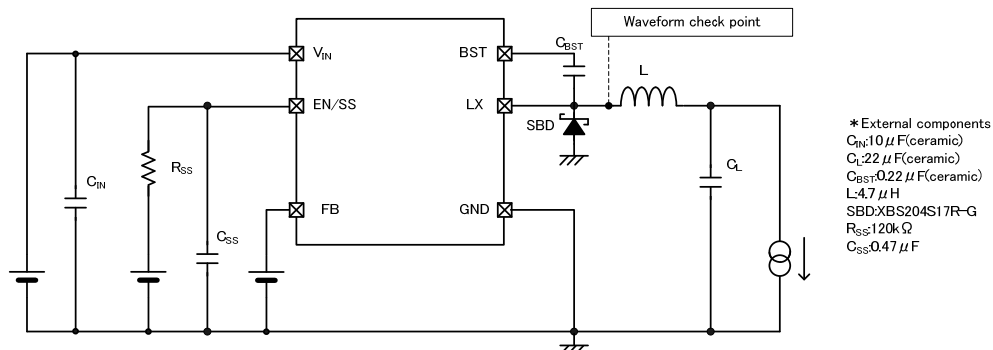 Waveform check point
VIN
EN/SS
FB
BST
LX
GND
CBST
L
SBD
CL
RSS
CIN
CSS
*External components
CIN:10μF(ceramic)
CL:22μF(ceramic)
CBST:0.22μF(ceramic)
L:4.7μH
SBD:XBS204S17R-G
RSS:120kΩ
CSS:0.47μF